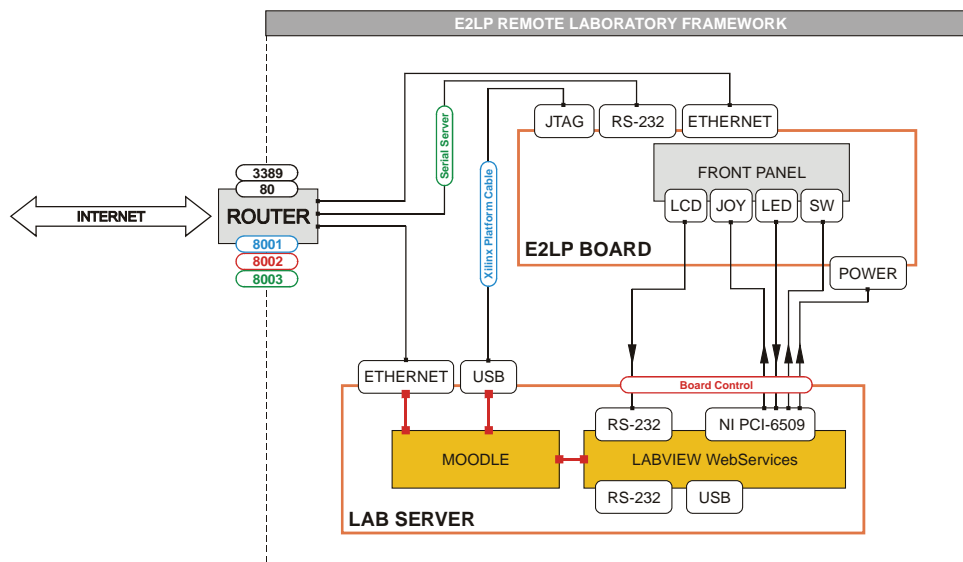 E2LP REMOTE LABORATORY FRAMEWORK
JTAG
RS-232
ETHERNET
Serial Server
Xilinx Platform Cable
FRONT PANEL
LCD
JOY
LED
SW
E2LP BOARD
POWER
3389
80
INTERNET
ROUTER
8001
8002
8003
ETHERNET
USB
Board Control
RS-232
NI PCI-6509
MOODLE
LABVIEW WebServices
RS-232
USB
LAB SERVER